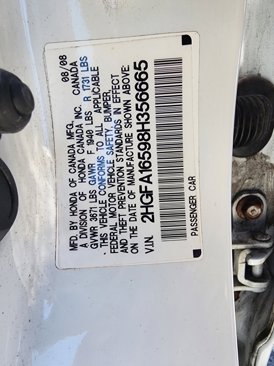 MFD. BY HONDA OF CANADA MFG. 08/08
A DIVISION OF HONDA CANADA INC. CANADA
GVWR 3671 LBS GAWR F 1940 LBS R 1731 LBS
* THIS VEHICLE CONFORMS TO ALL APPLICABLE
FEDERAL MOTOR VEHICLE SAFETY, BUMPER,
AND THEFT PREVENTION STANDARDS IN EFFECT
ON THE DATE OF MANUFACTURE SHOWN ABOVE.
V.I.N. 2HGFA16598H356665
PASSENGER CAR